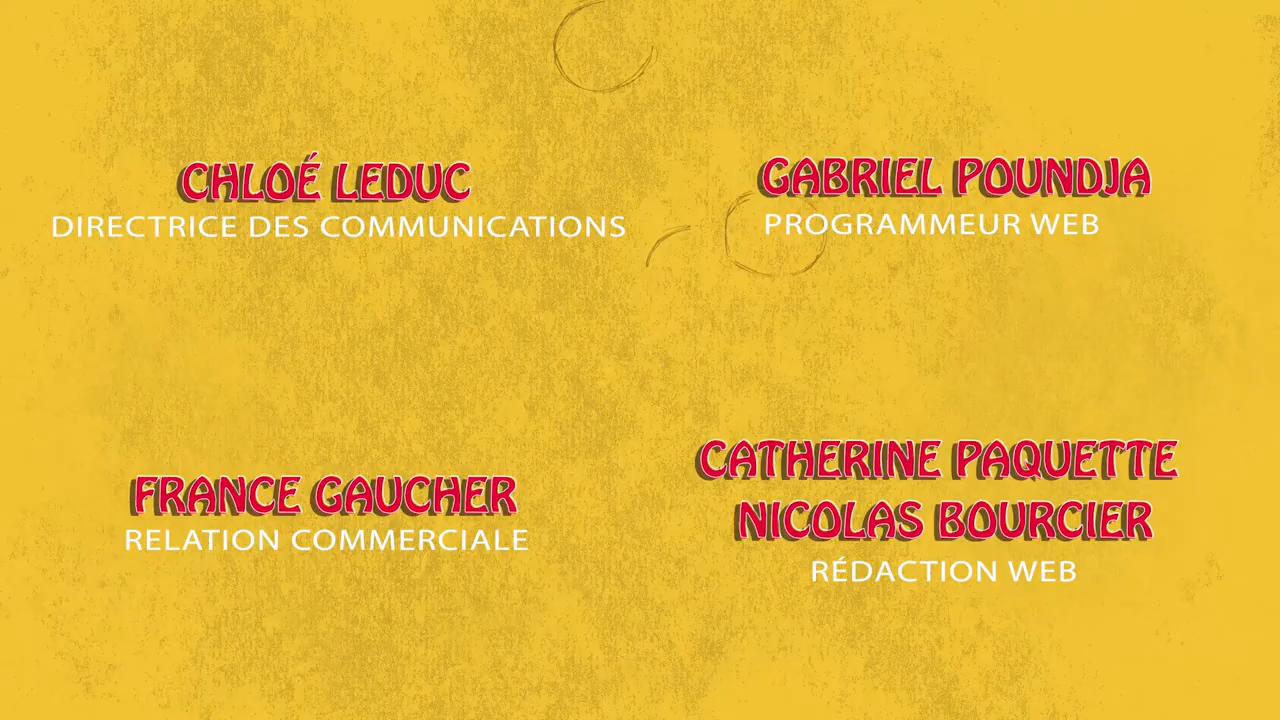 CHLOÉ LEDUC
DIRECTRICE DES COMMUNICATIONS
GABRIEL POUNDJA
PROGRAMMEUR WEB
FRANCE GAUCHER
RELATION COMMERCIALE
CATHERINE PAQUETTE
NICOLAS BOURCIER
RÉDACTION WEB